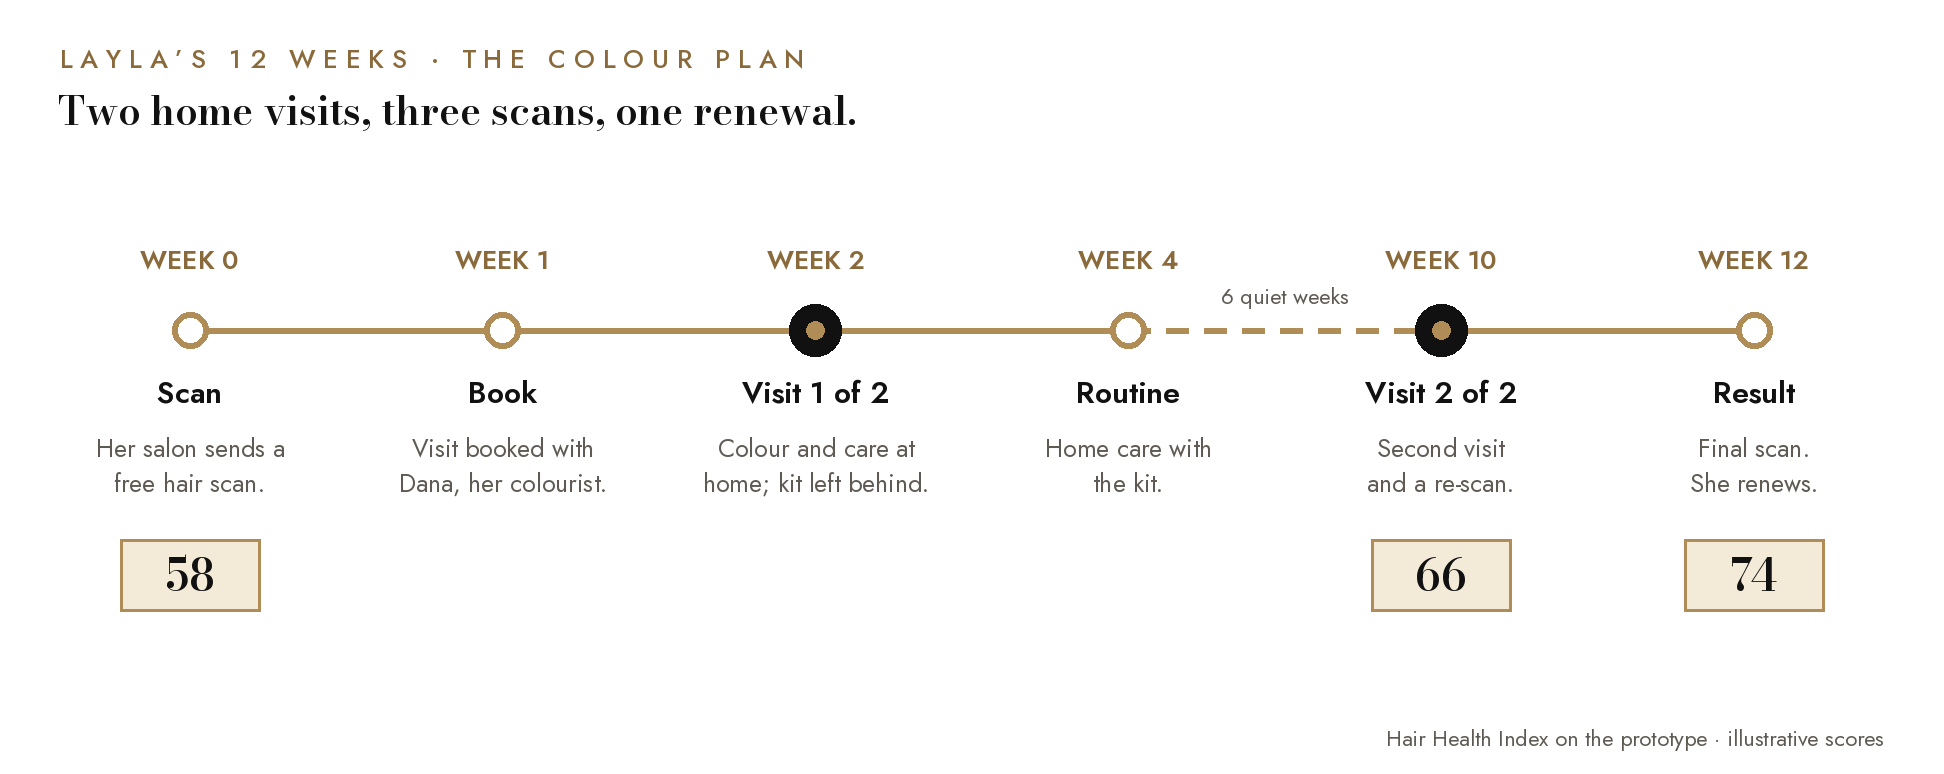 LAYLA’S 12 WEEKS · THE COLOUR PLAN
Two home visits, three scans, one renewal.
WEEK 0
WEEK 1
WEEK 2
WEEK 4
WEEK 10
WEEK 12
6 quiet weeks
Scan
Book
Visit 1 of 2
Routine
Visit 2 of 2
Result
Her salon sends a
free hair scan.
Visit booked with
Dana, her colourist.
Colour and care at
home; kit left behind.
Home care with
the kit.
Second visit
and a re-scan.
Final scan.
She renews.
58
66
74
Hair Health Index on the prototype · illustrative scores